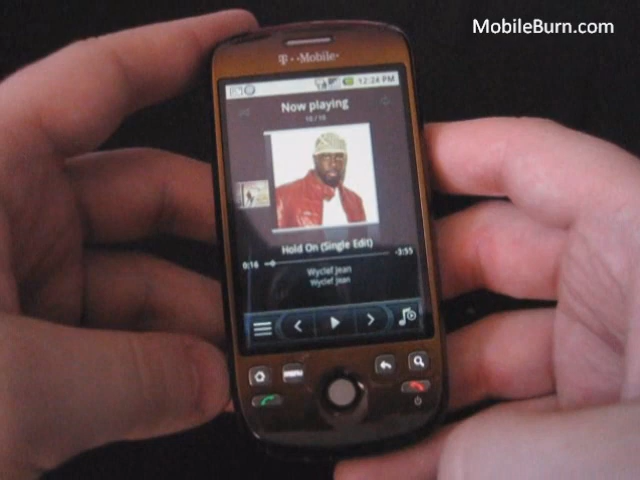 MobileBurn.com
T··Mobile·
12:24 PM
Now playing
10 / 10
Hold On (Single Edit)
0:16 -3:55
Wyclef Jean
Wyclef Jean
MENU